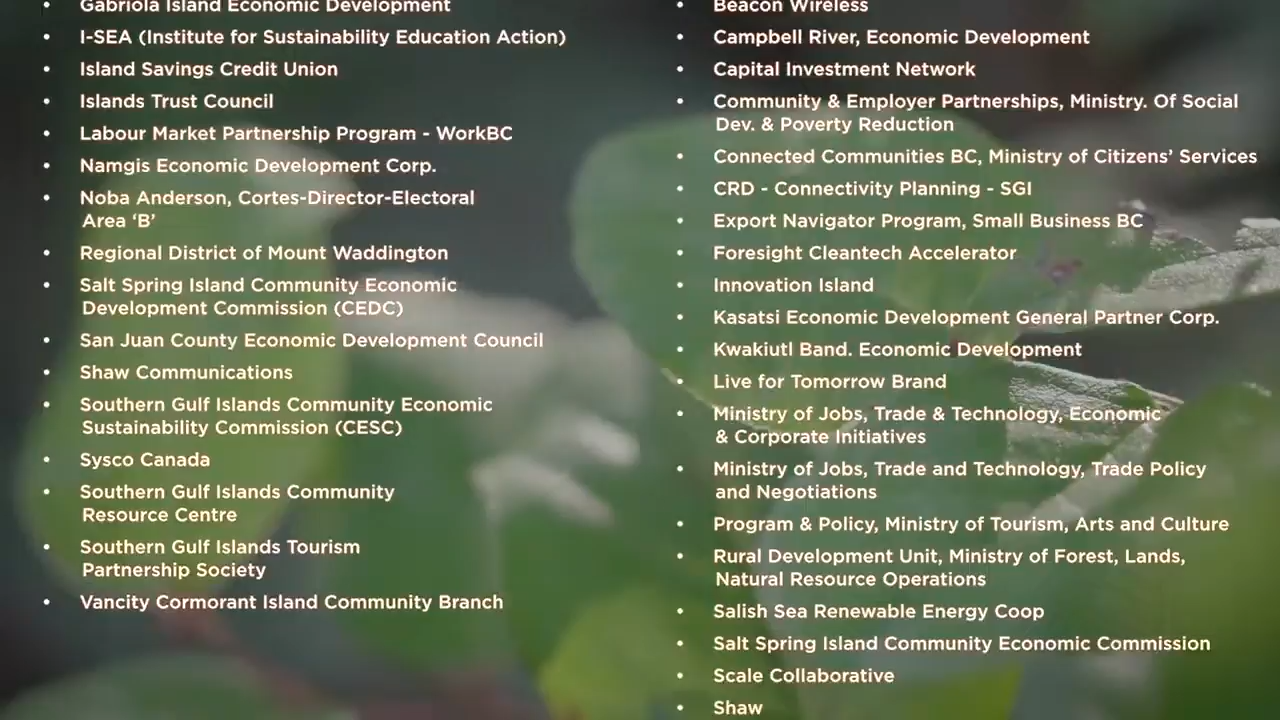 Gabriola Island Economic Development
• I-SEA (Institute for Sustainability Education Action)
• Island Savings Credit Union
• Islands Trust Council
• Labour Market Partnership Program - WorkBC
• Namgis Economic Development Corp.
• Noba Anderson, Cortes-Director-Electoral
Area ‘B’
• Regional District of Mount Waddington
• Salt Spring Island Community Economic
Development Commission (CEDC)
• San Juan County Economic Development Council
• Shaw Communications
• Southern Gulf Islands Community Economic
Sustainability Commission (CESC)
• Sysco Canada
• Southern Gulf Islands Community
Resource Centre
• Southern Gulf Islands Tourism
Partnership Society
• Vancity Cormorant Island Community Branch
• Beacon Wireless
• Campbell River, Economic Development
• Capital Investment Network
• Community & Employer Partnerships, Ministry. Of Social
Dev. & Poverty Reduction
• Connected Communities BC, Ministry of Citizens’ Services
• CRD - Connectivity Planning - SGI
• Export Navigator Program, Small Business BC
• Foresight Cleantech Accelerator
• Innovation Island
• Kasatsi Economic Development General Partner Corp.
• Kwakiutl Band. Economic Development
• Live for Tomorrow Brand
• Ministry of Jobs, Trade & Technology, Economic
& Corporate Initiatives
• Ministry of Jobs, Trade and Technology, Trade Policy
and Negotiations
• Program & Policy, Ministry of Tourism, Arts and Culture
• Rural Development Unit, Ministry of Forest, Lands,
Natural Resource Operations
• Salish Sea Renewable Energy Coop
• Salt Spring Island Community Economic Commission
• Scale Collaborative
• Shaw